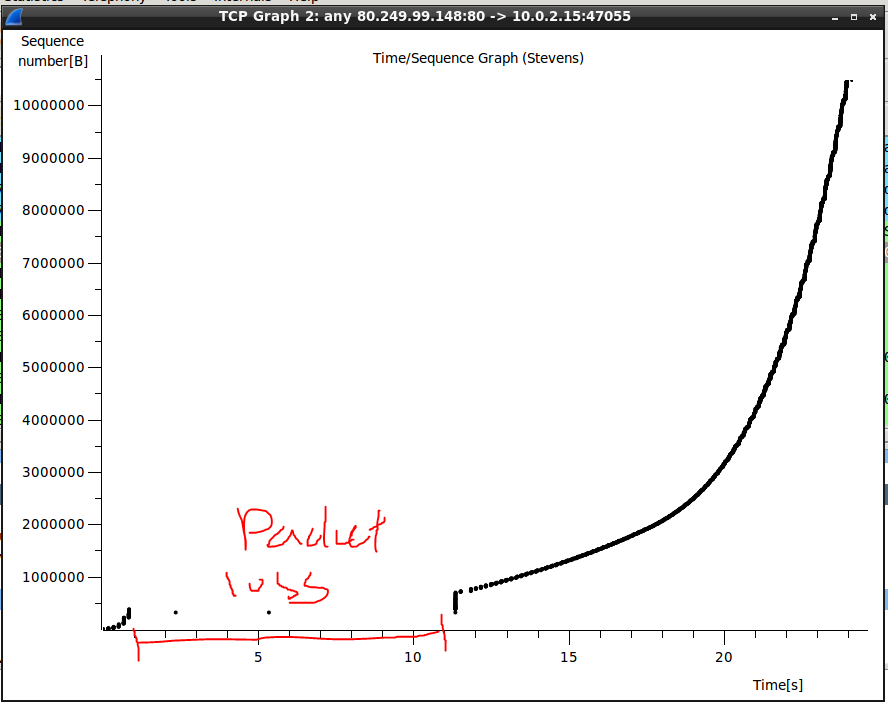 TCP Graph 2: any 80.249.99.148:80 -> 10.0.2.15:47055
Sequence
number[B]
Time/Sequence Graph (Stevens)
10000000
9000000
8000000
7000000
6000000
5000000
4000000
3000000
2000000
1000000
Packet
loss
5
10
15
20
Time[s]